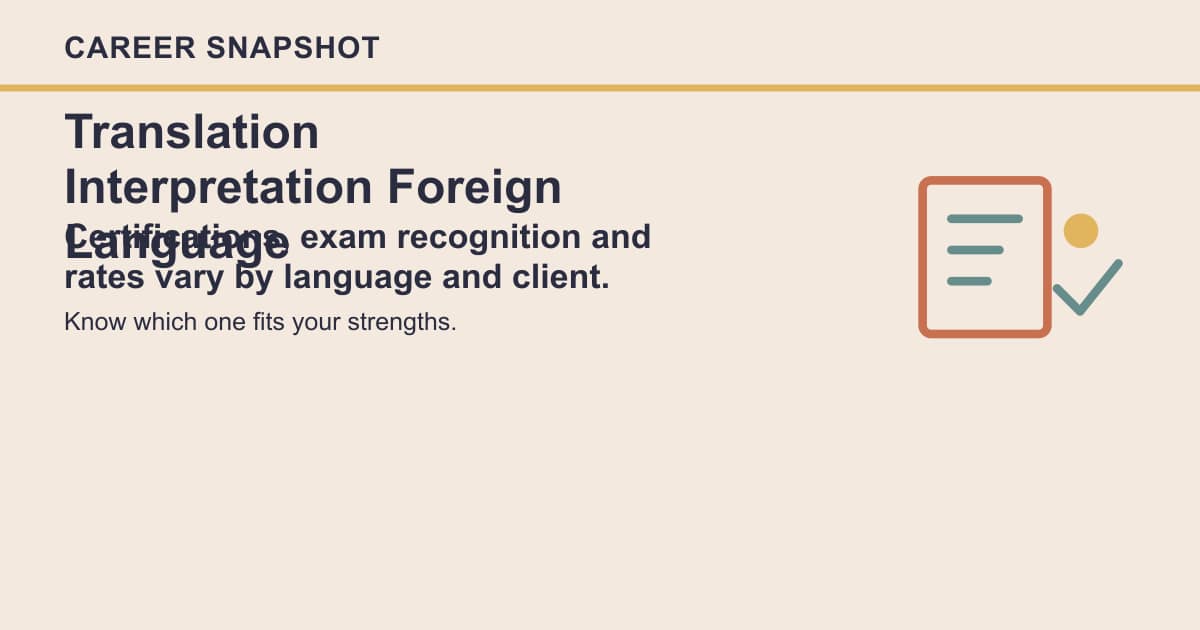 CAREER SNAPSHOT
Translation
Interpretation Foreign
Language
Certifications, exam recognition and
rates vary by language and client.
Know which one fits your strengths.